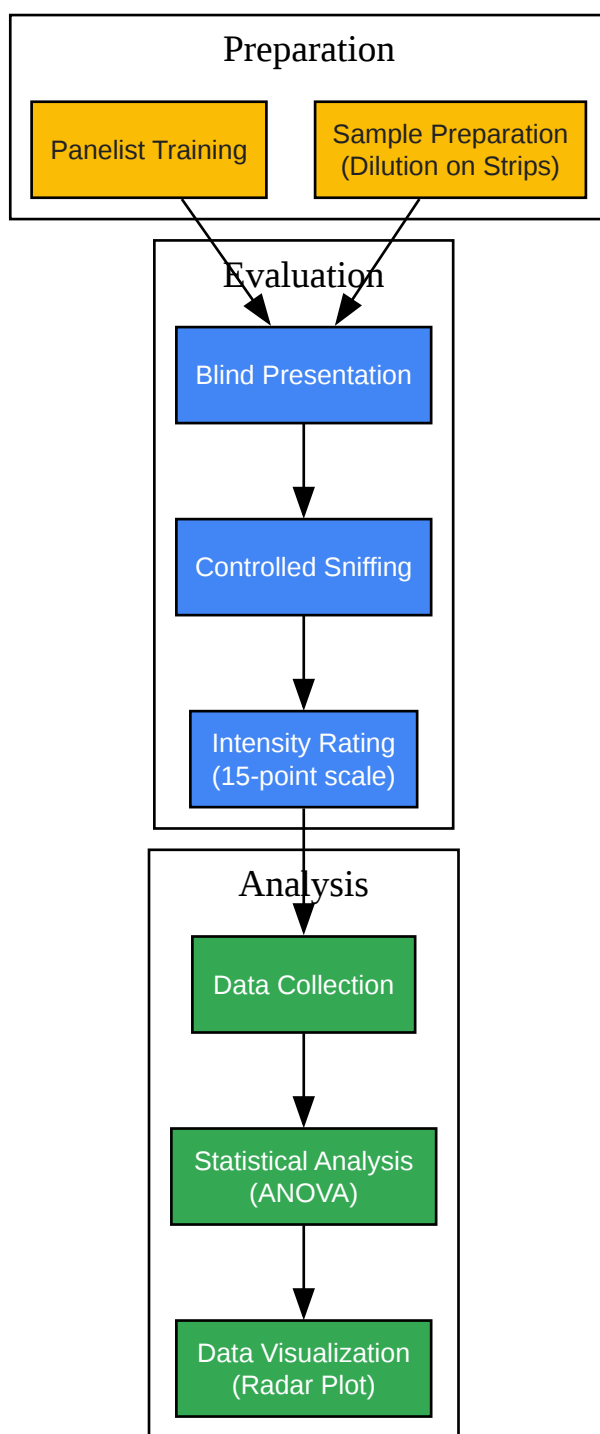 Preparation
Panelist Training
Sample Preparation
(Dilution on Strips)
Evaluation
Blind Presentation
Controlled Sniffing
Intensity Rating
(15-point scale)
Analysis
Data Collection
Statistical Analysis
(ANOVA)
Data Visualization
(Radar Plot)